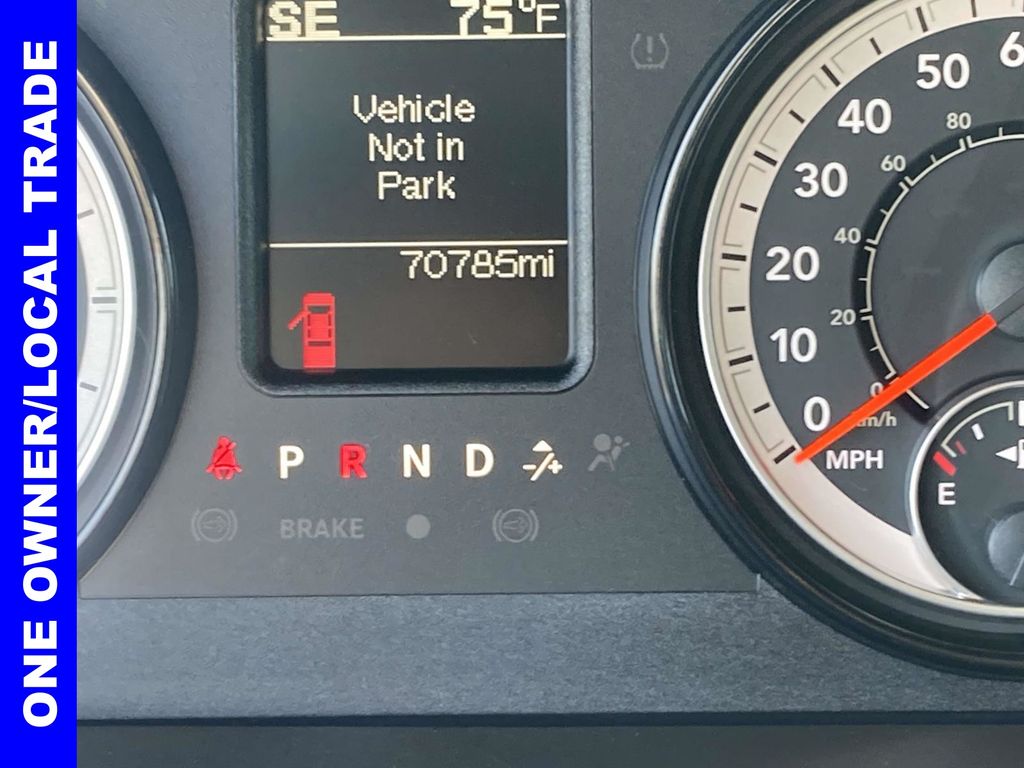 ONE OWNER/LOCAL TRADE
SE 75°F
Vehicle
Not in
Park
70785mi
P R N D -/+
BRAKE
0 10 20 30 40 50
0 20 40 60 80
MPH
E